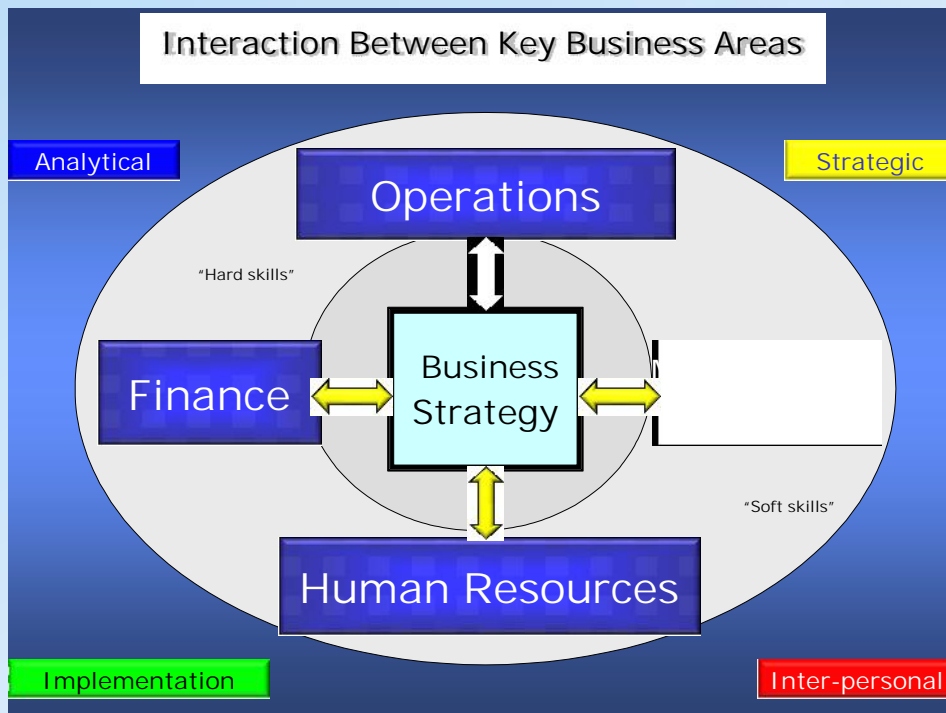 Interaction Between Key Business Areas
Analytical
Strategic
Operations
"Hard skills"
Business
Strategy
Finance
"Soft skills"
Human Resources
Implementation
Inter-personal